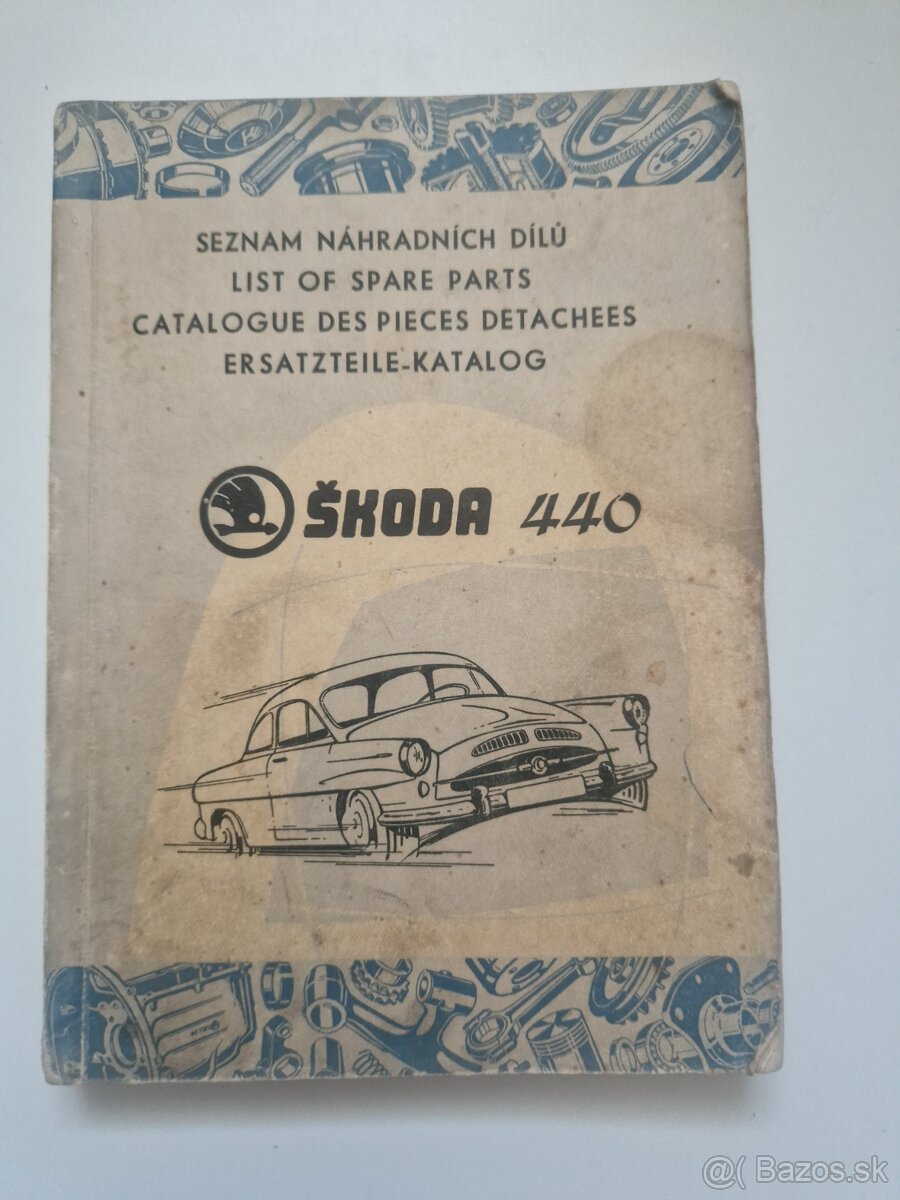 SEZNAM NÁHRADNÍCH DÍLŮ
LIST OF SPARE PARTS
CATALOGUE DES PIECES DETACHEES
ERSATZTEILE-KATALOG
ŠKODA 440
@( Bazos.sk